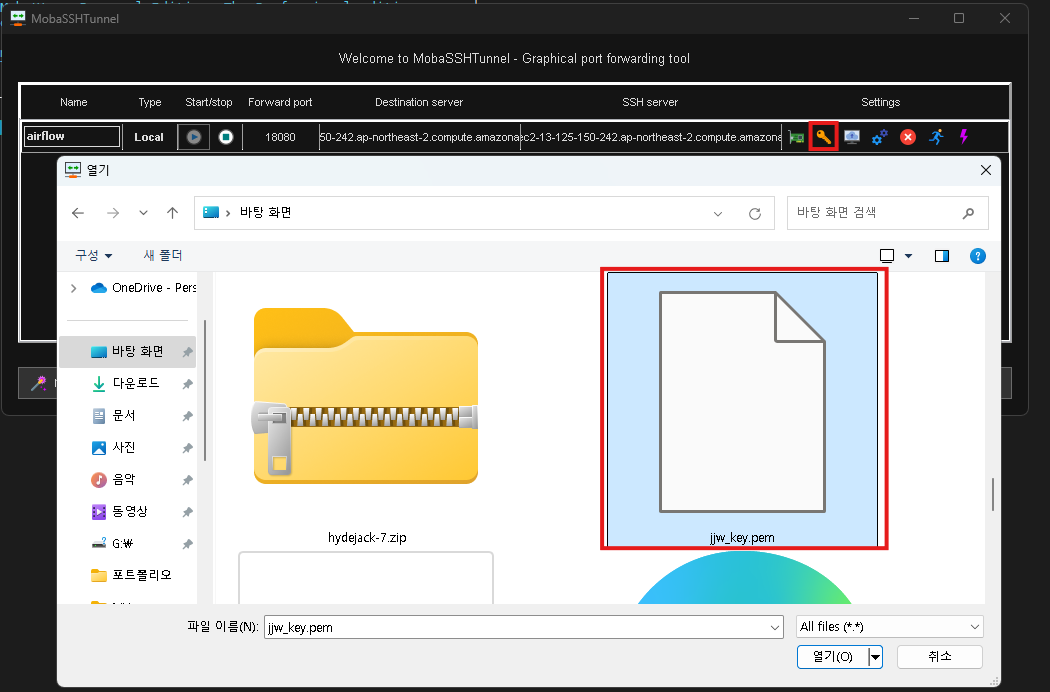 MobaSSHTunnel
Welcome to MobaSSHTunnel - Graphical port forwarding tool
Name Type Start/stop Forward port Destination server SSH server Settings
airflow Local 18080 50-242.ap-northeast-2.compute.amazona ec2-13-125-150-242.ap-northeast-2.compute.amazona
열기
바탕 화면
바탕 화면 검색
구성 새 폴더
OneDrive - Pers
바탕 화면
다운로드
문서
사진
음악
동영상
G:₩
포트폴리오
hydejack-7.zip
jjw_key.pem
파일 이름(N): jjw_key.pem All files (*.*)
열기(O) 취소